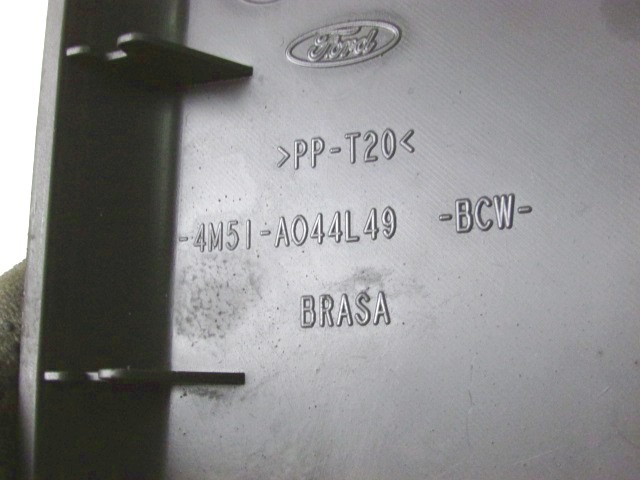 Ford
>PP-T20<
-4M51-A044L49 -BCW-
BRASA